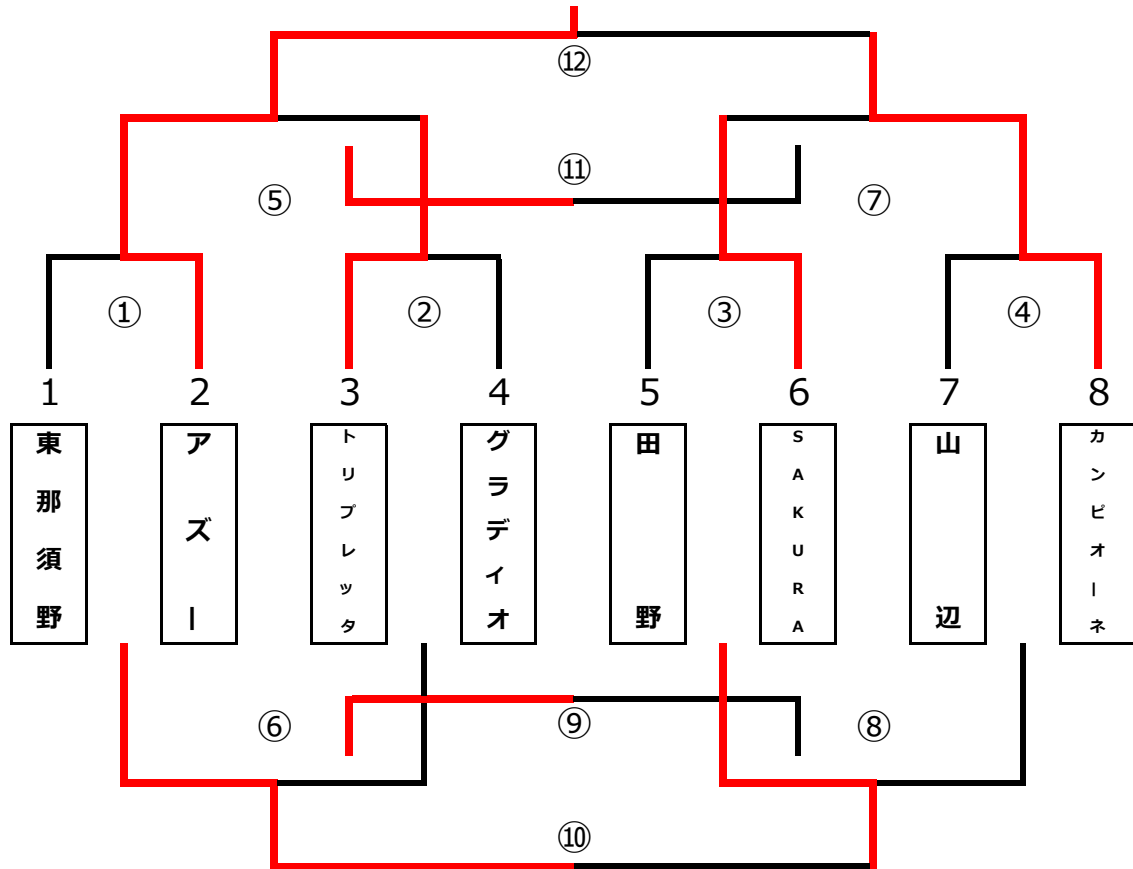 ⑫
⑪
⑤ ⑦
① ② ③ ④
1 2 3 4 5 6 7 8
東那須野
アズー
トリプレッタ
グラディオ
田野
SAKURA
山辺
カンピオーネ
⑥ ⑨ ⑧
⑩